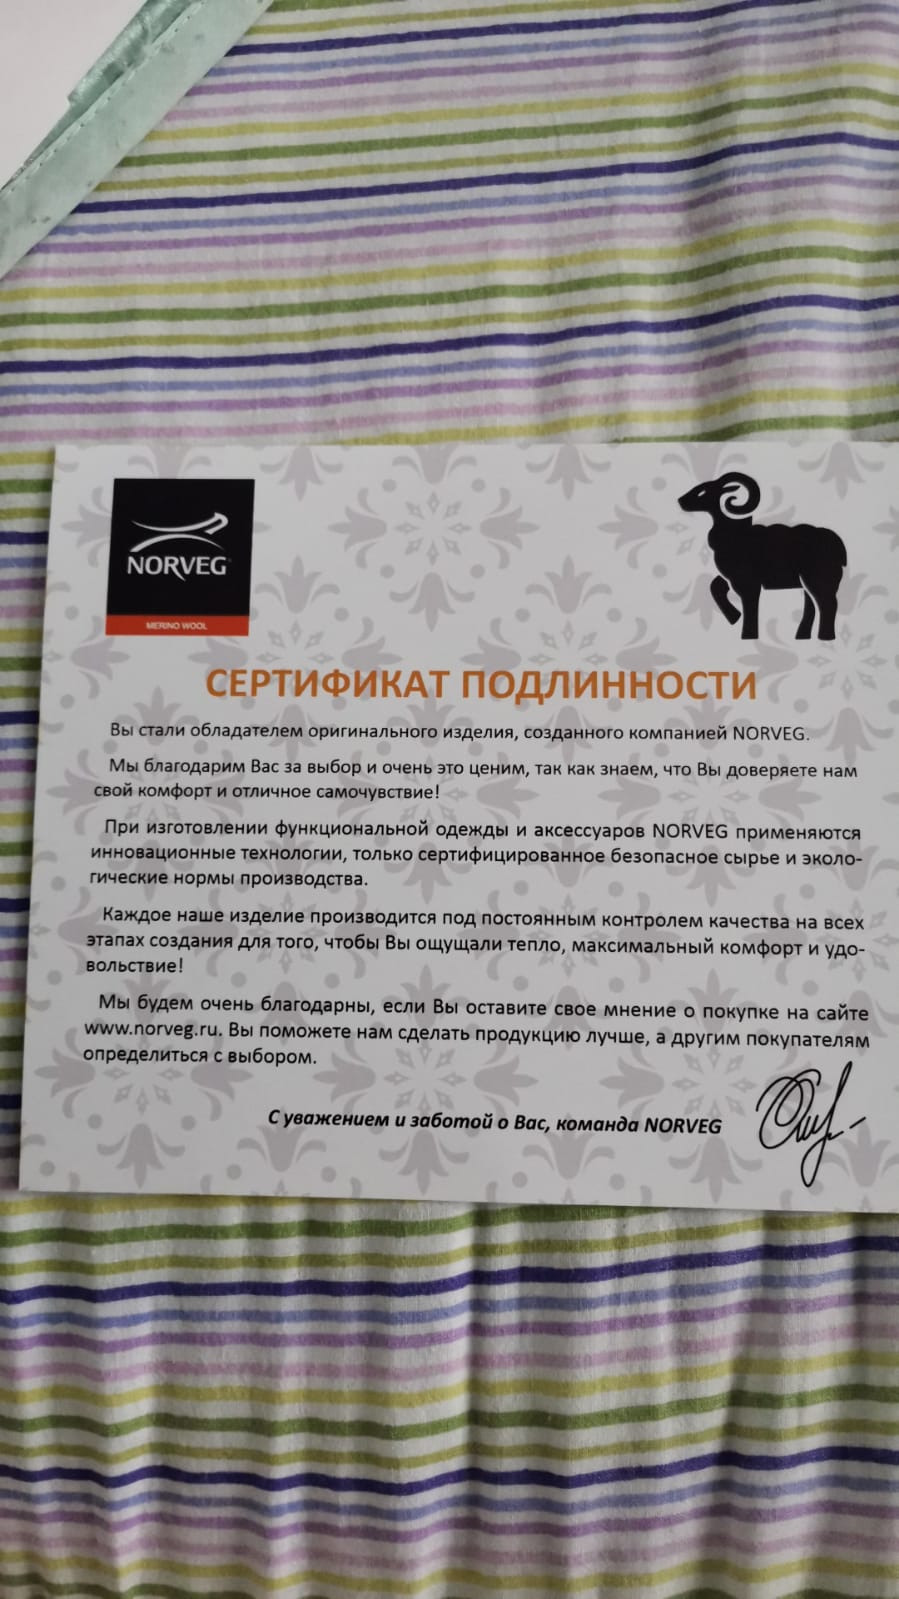 NORVEG
MERINO WOOL
СЕРТИФИКАТ ПОДЛИННОСТИ
Вы стали обладателем оригинального изделия, созданного компанией NORVEG.
Мы благодарим Вас за выбор и очень это ценим, так как знаем, что Вы доверяете нам
свой комфорт и отличное самочувствие!
При изготовлении функциональной одежды и аксессуаров NORVEG применяются
инновационные технологии, только сертифицированное безопасное сырье и эколо-
гические нормы производства.
Каждое наше изделие производится под постоянным контролем качества на всех
этапах создания для того, чтобы Вы ощущали тепло, максимальный комфорт и удо-
вольствие!
Мы будем очень благодарны, если Вы оставите свое мнение о покупке на сайте
www.norveg.ru. Вы поможете нам сделать продукцию лучше, а другим покупателям
определиться с выбором.
С уважением и заботой о Вас, команда NORVEG